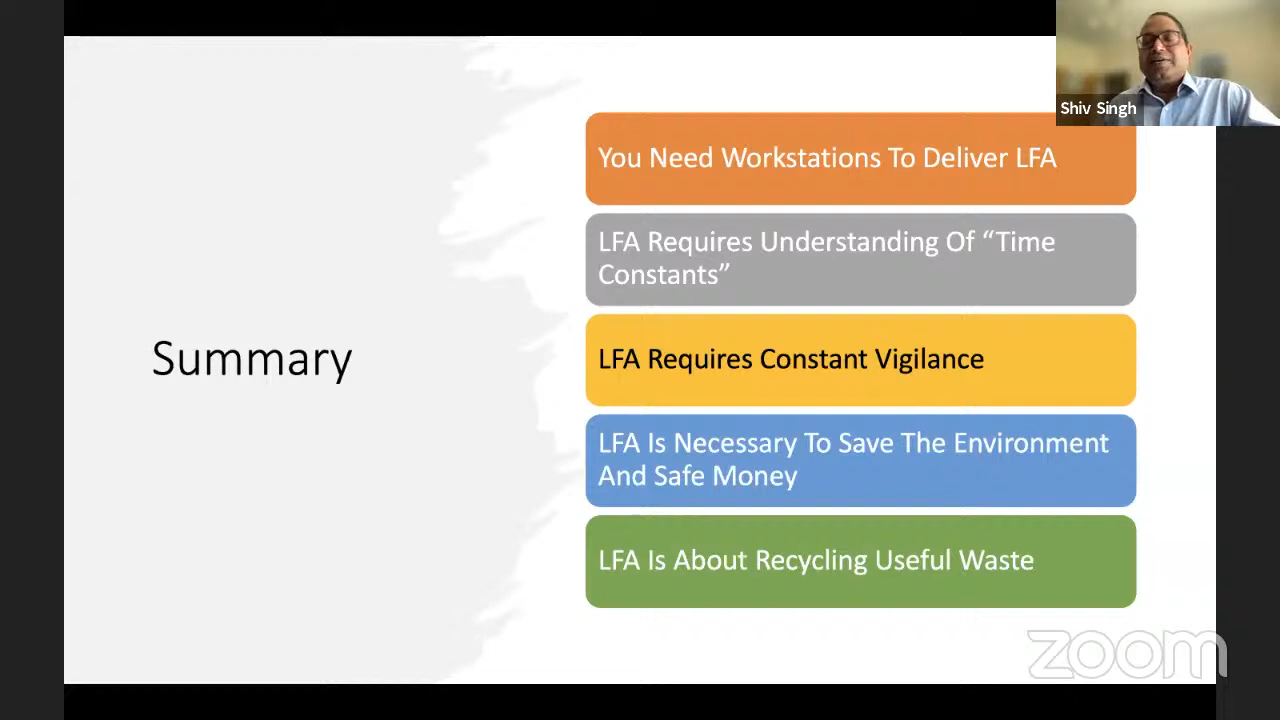 Shiv Singh
You Need Workstations To Deliver LFA
LFA Requires Understanding Of “Time
Constants”
Summary
LFA Requires Constant Vigilance
LFA Is Necessary To Save The Environment
And Safe Money
LFA Is About Recycling Useful Waste
zoom